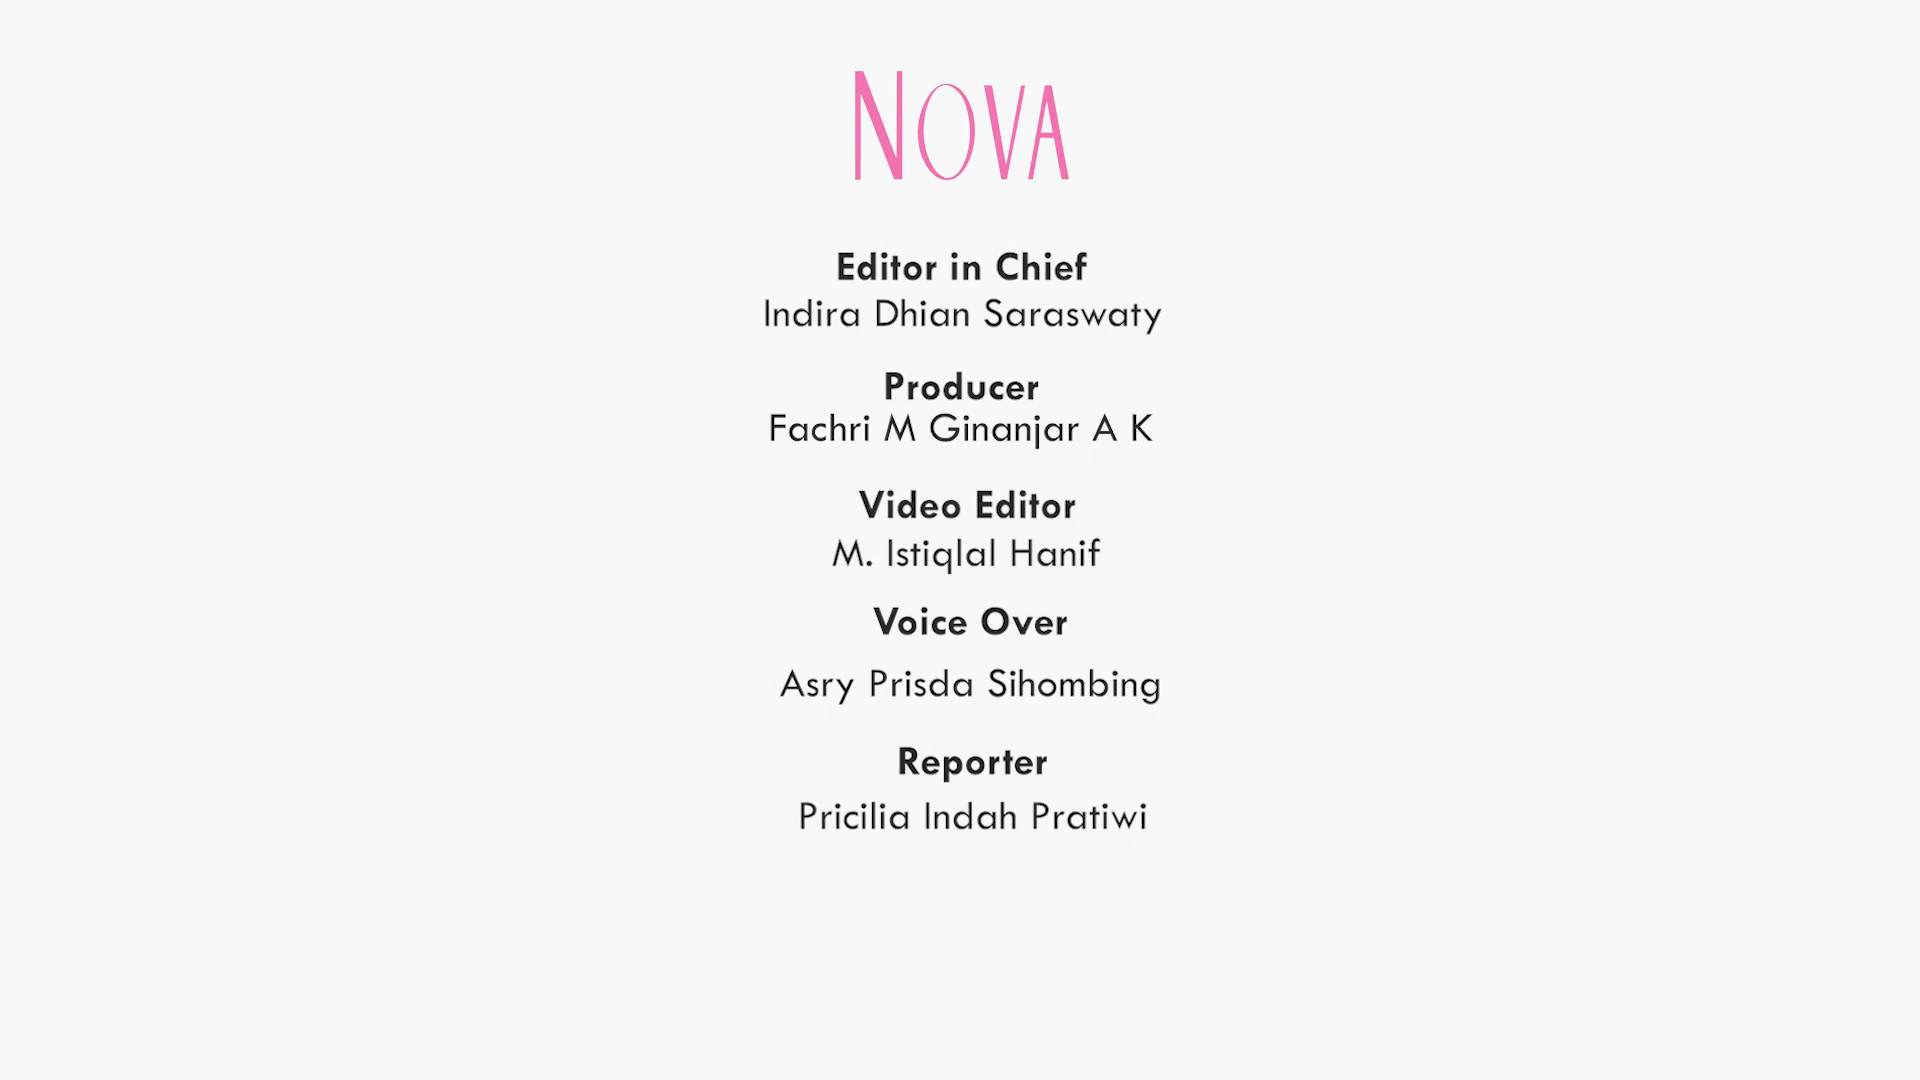 NOVA
Editor in Chief
Indira Dhian Saraswaty
Producer
Fachri M Ginanjar A K
Video Editor
M. Istiqlal Hanif
Voice Over
Asry Prisda Sihombing
Reporter
Pricilia Indah Pratiwi